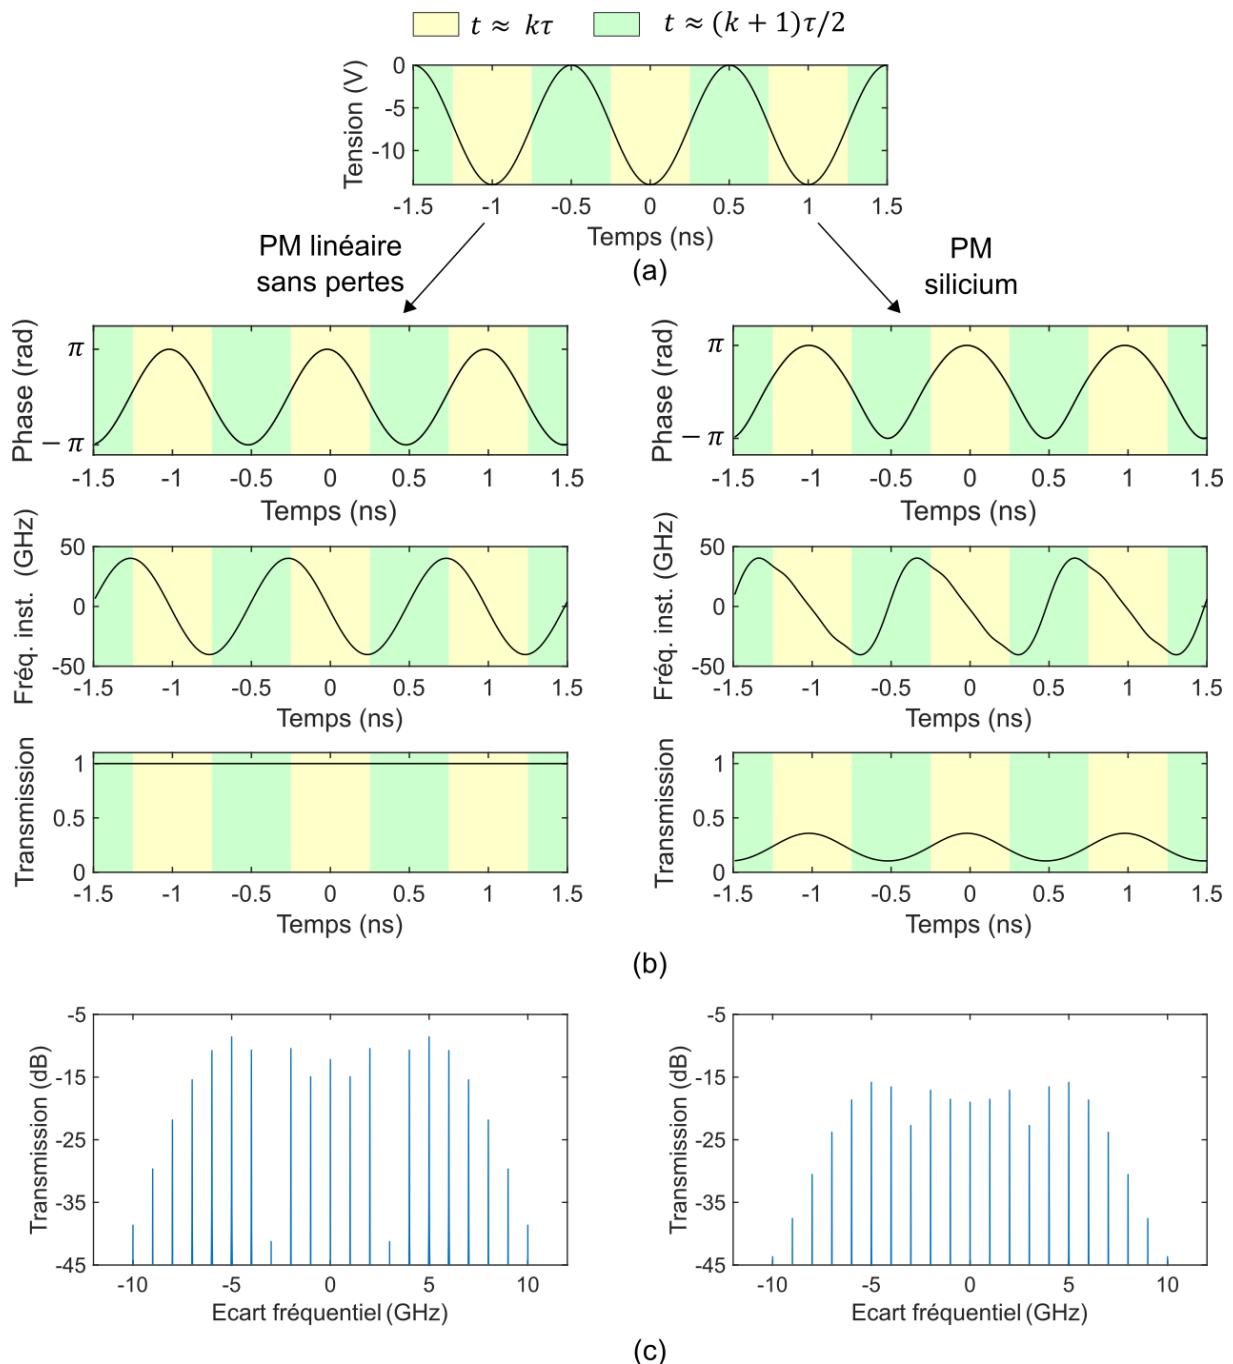 t ≈ kτ t ≈ (k + 1)τ/2
Tension (V)
0
-5
-10
-1.5 -1 -0.5 0 0.5 1 1.5
Temps (ns)
(a)
PM linéaire
sans pertes
PM
silicium
Phase (rad)
π
− π
-1.5 -1 -0.5 0 0.5 1 1.5
Temps (ns)
Phase (rad)
π
− π
-1.5 -1 -0.5 0 0.5 1 1.5
Temps (ns)
Fréq. inst. (GHz)
50
0
-50
-1.5 -1 -0.5 0 0.5 1 1.5
Temps (ns)
Fréq. inst. (GHz)
50
0
-50
-1.5 -1 -0.5 0 0.5 1 1.5
Temps (ns)
Transmission
1
0.5
0
-1.5 -1 -0.5 0 0.5 1 1.5
Temps (ns)
Transmission
1
0.5
0
-1.5 -1 -0.5 0 0.5 1 1.5
Temps (ns)
(b)
Transmission (dB)
-5
-15
-25
-35
-45
-10 -5 0 5 10
Ecart fréquentiel (GHz)
Transmission (dB)
-5
-15
-25
-35
-45
-10 -5 0 5 10
Ecart fréquentiel (GHz)
(c)